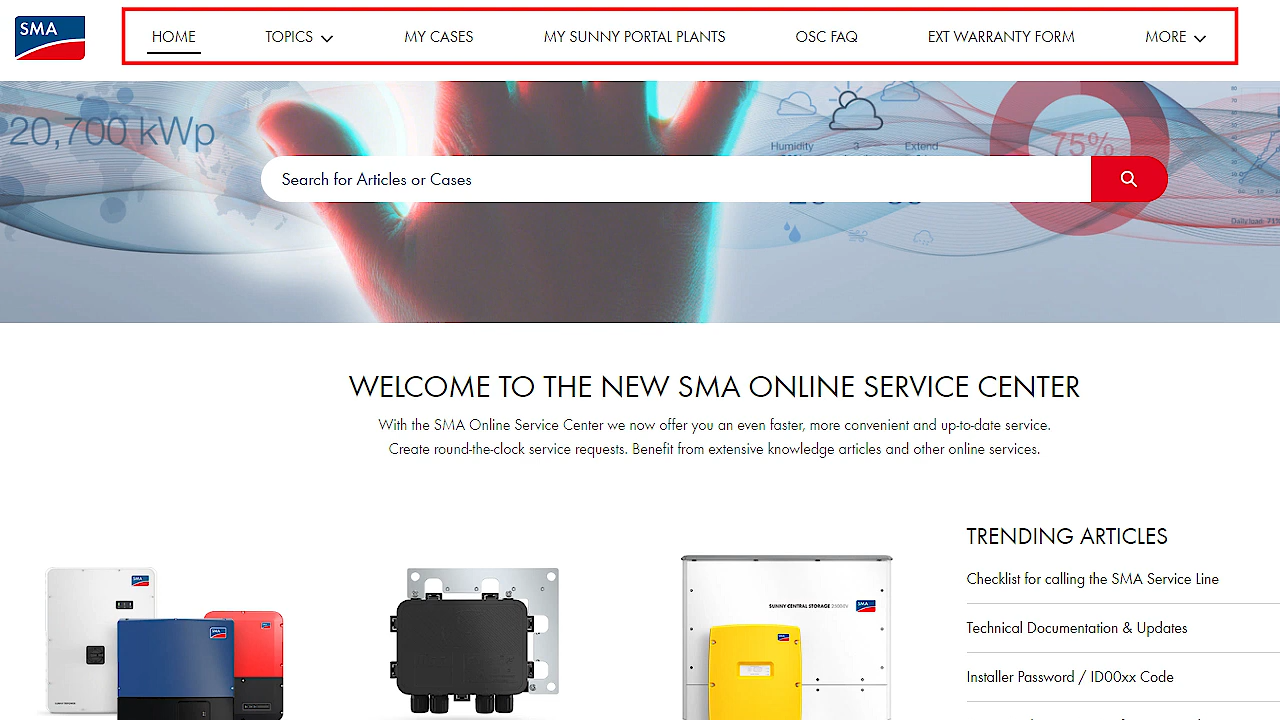 SMA
HOME
TOPICS
MY CASES
MY SUNNY PORTAL PLANTS
OSC FAQ
EXT WARRANTY FORM
MORE
20,700 kWp
Humidity
3
Extend
75%
Search for Articles or Cases
WELCOME TO THE NEW SMA ONLINE SERVICE CENTER
With the SMA Online Service Center we now offer you an even faster, more convenient and up-to-date service.
Create round-the-clock service requests. Benefit from extensive knowledge articles and other online services.
TRENDING ARTICLES
Checklist for calling the SMA Service Line
Technical Documentation & Updates
Installer Password / ID00xx Code
SMA
SMA
SUNNY CENTRAL STORAGE
SMA